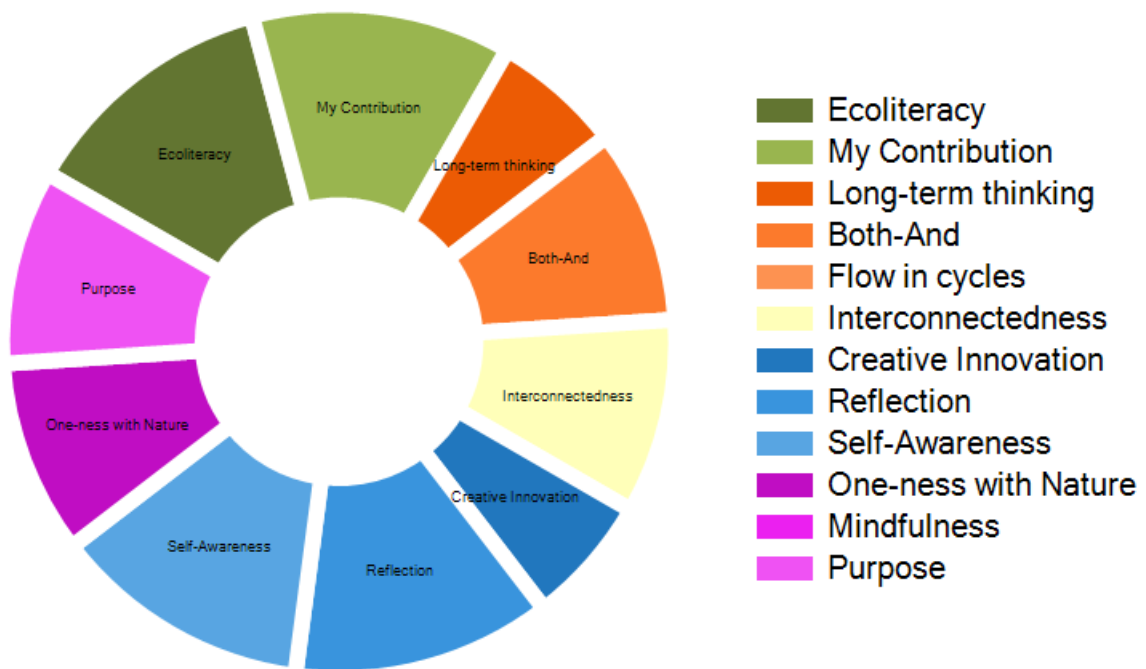 My Contribution
Ecoliteracy
Long-term thinking
Both-And
Purpose
Interconnectedness
One-ness with Nature
Creative Innovation
Self-Awareness
Reflection
Ecoliteracy
My Contribution
Long-term thinking
Both-And
Flow in cycles
Interconnectedness
Creative Innovation
Reflection
Self-Awareness
One-ness with Nature
Mindfulness
Purpose